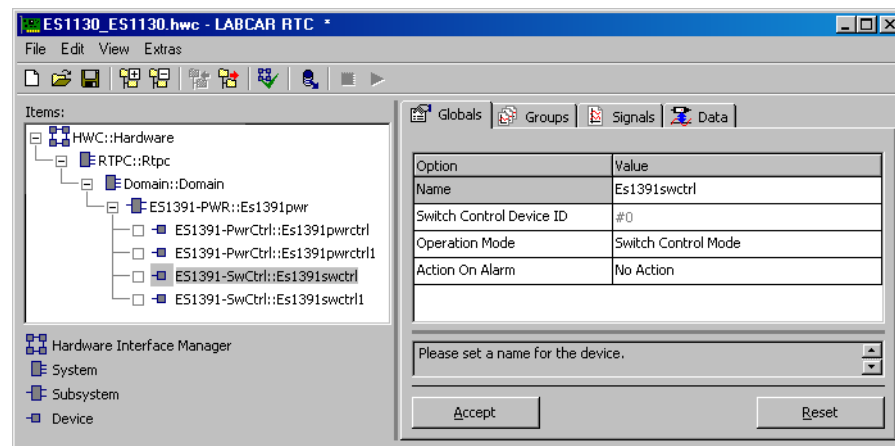 ES1130_ES1130.hwc - LABCAR RTC *
File Edit View Extras
Items:
HWC::Hardware
RTPC::Rtpc
Domain::Domain
ES1391-PWR::Es1391pwr
ES1391-PwrCtrl::Es1391pwrctrl
ES1391-PwrCtrl::Es1391pwrctrl1
ES1391-SwCtrl::Es1391swctrl
ES1391-SwCtrl::Es1391swctrl1
Hardware Interface Manager
System
Subsystem
Device
Globals Groups Signals Data
Option Value
Name Es1391swctrl
Switch Control Device ID #0
Operation Mode Switch Control Mode
Action On Alarm No Action
Please set a name for the device.
Accept Reset